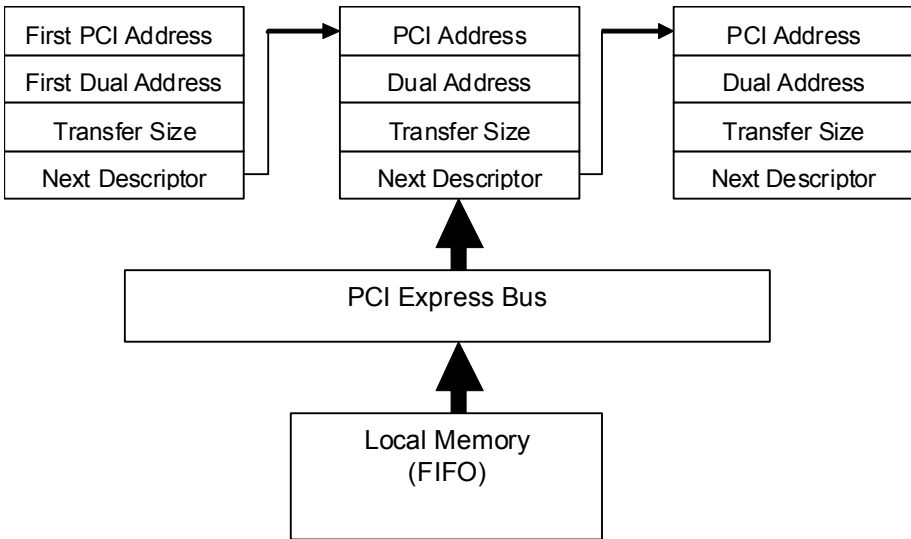 First PCI Address
First Dual Address
Transfer Size
Next Descriptor
PCI Address
Dual Address
Transfer Size
Next Descriptor
PCI Address
Dual Address
Transfer Size
Next Descriptor
PCI Express Bus
Local Memory
(FIFO)